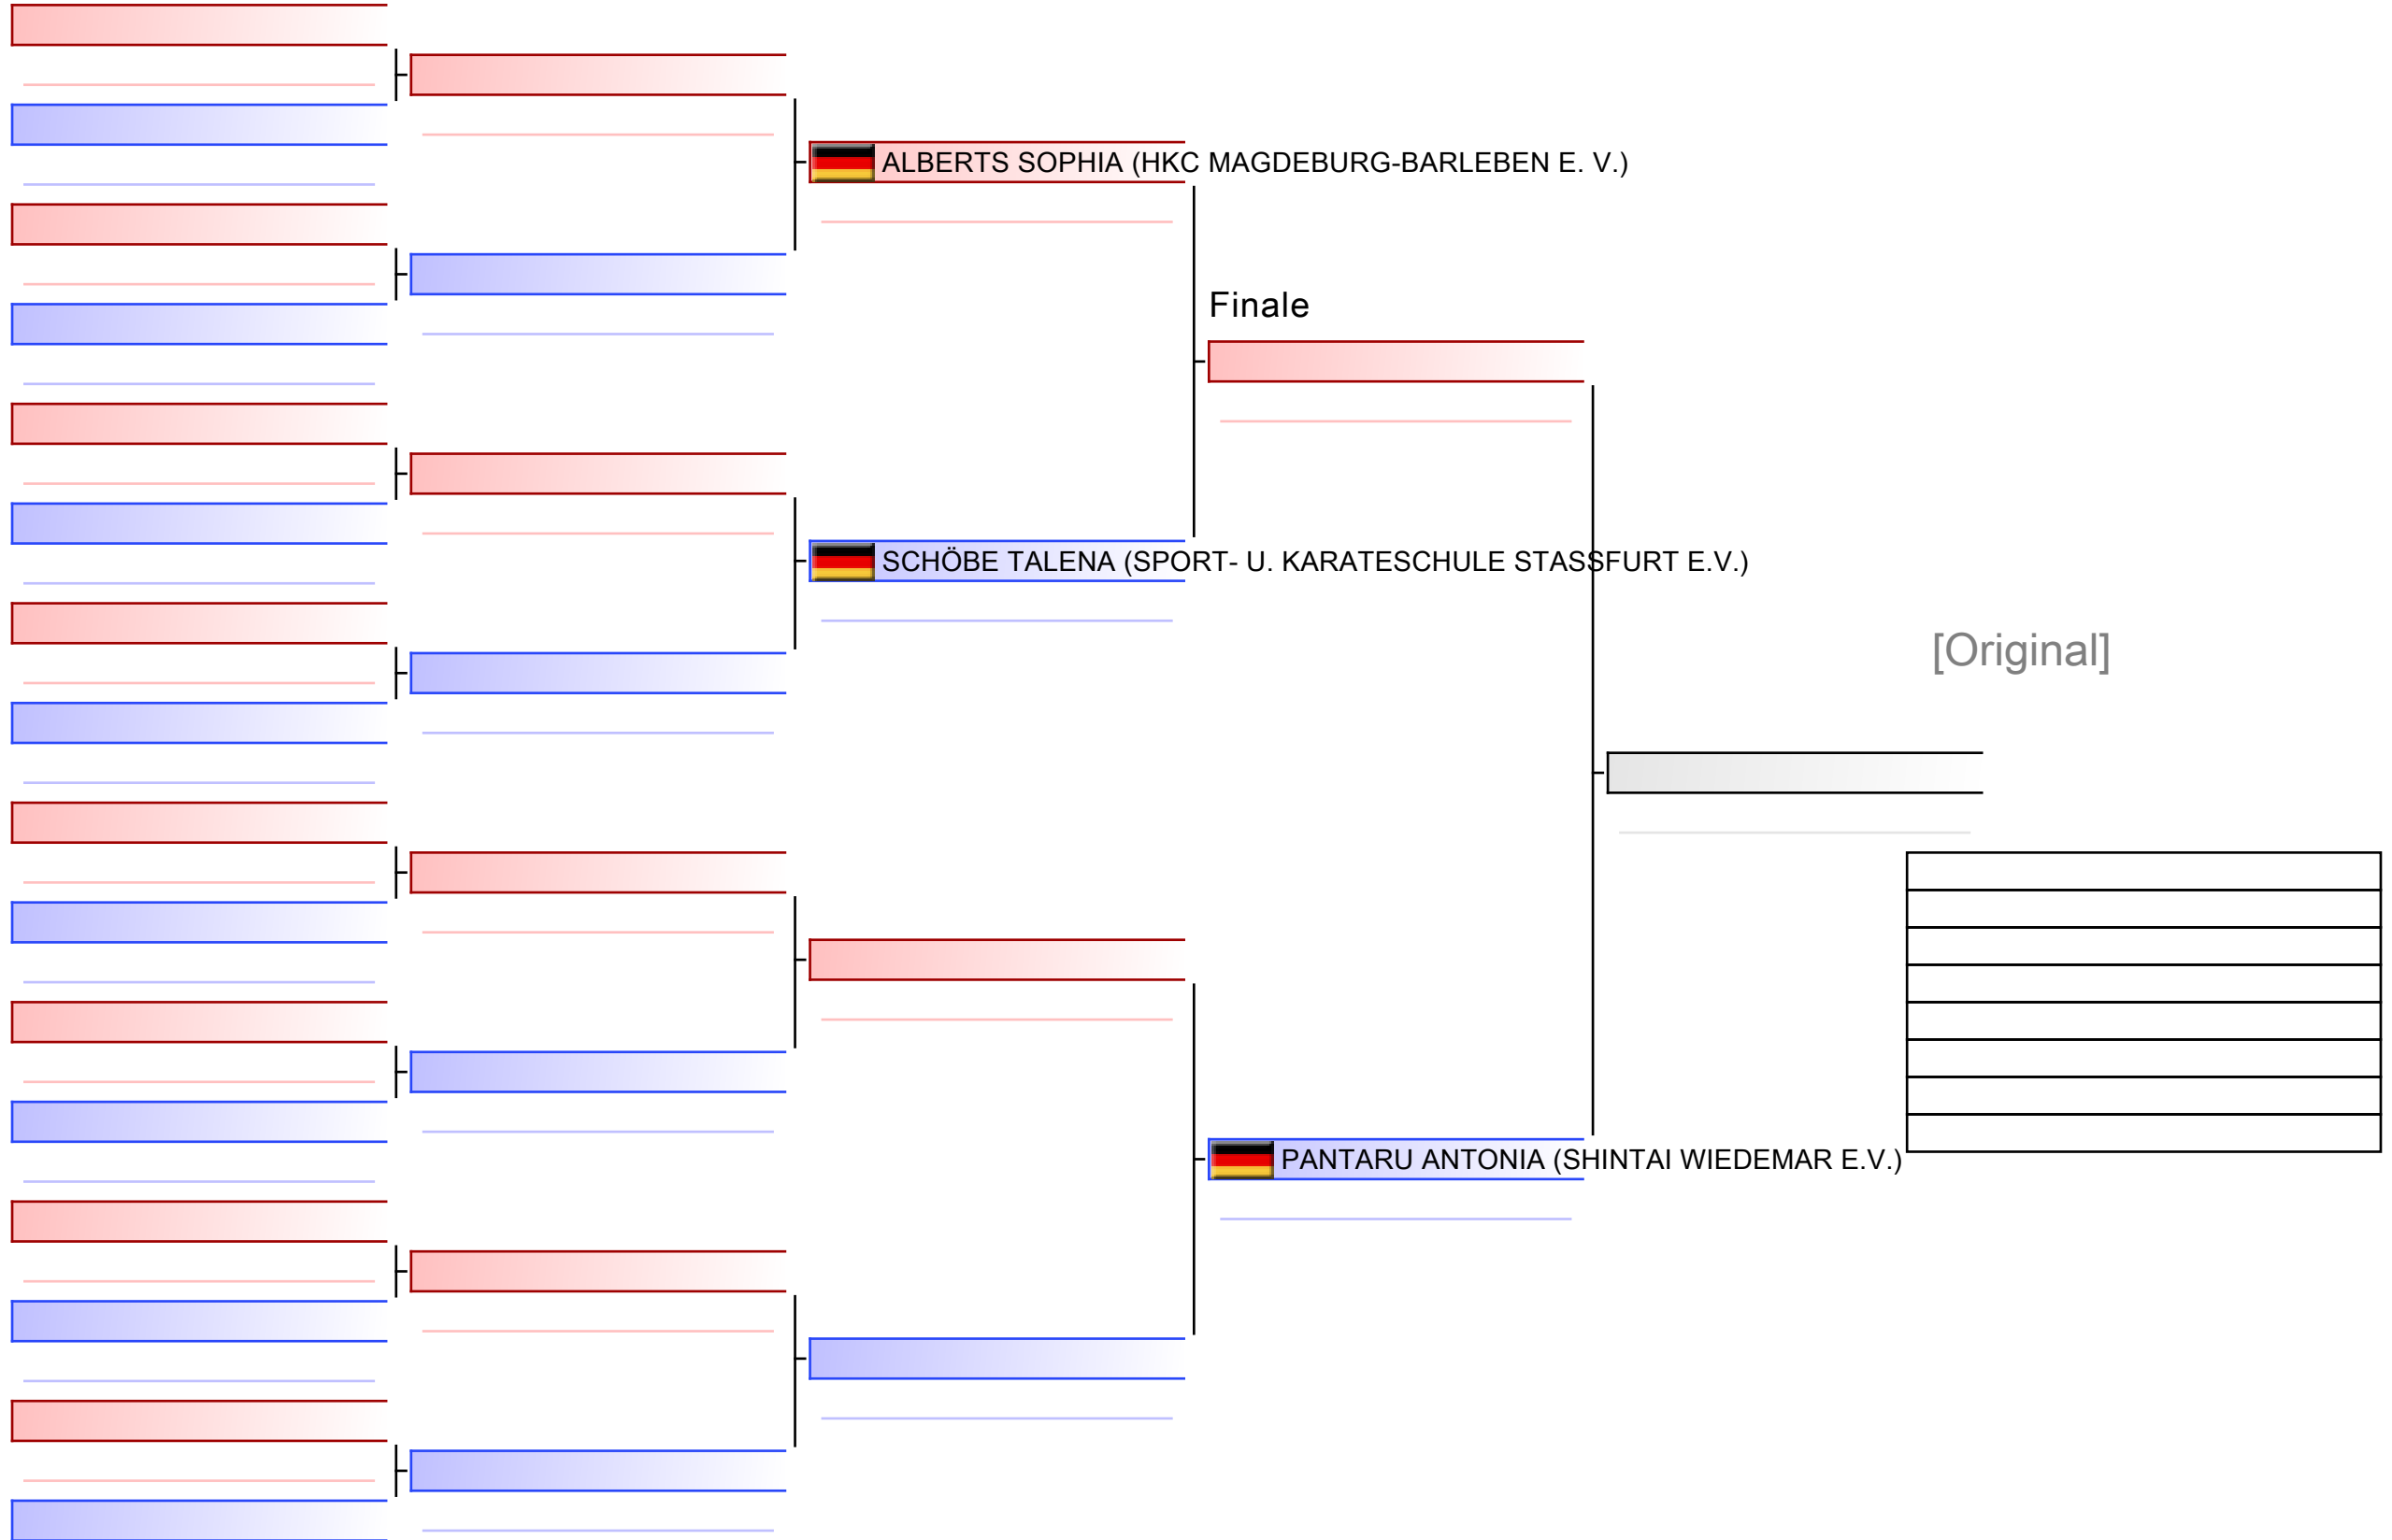 ALBERTS SOPHIA (HKC MAGDEBURG-BARLEBEN E. V.)
Finale
SCHÖBE TALENA (SPORT- U. KARATESCHULE STASSFURT E.V.)
[Original]
PANTARU ANTONIA (SHINTAI WIEDEMAR E.V.)